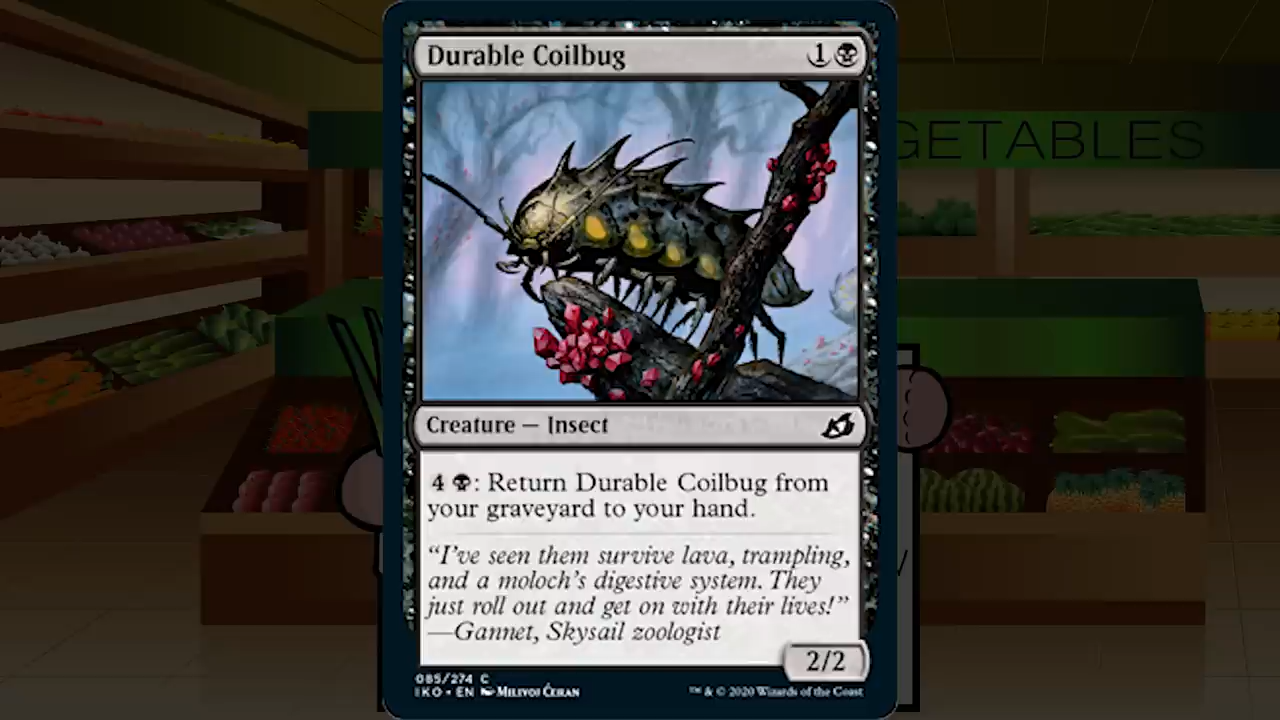 Durable Coilbug 1
GETABLES
Creature — Insect
4 : Return Durable Coilbug from
your graveyard to your hand.
“I’ve seen them survive lava, trampling,
and a moloch’s digestive system. They
just roll out and get on with their lives!”
—Gannet, Skysail zoologist
2/2
085/274 C
IKO • EN Milivoj Ćeran
™ & © 2020 Wizards of the Coast